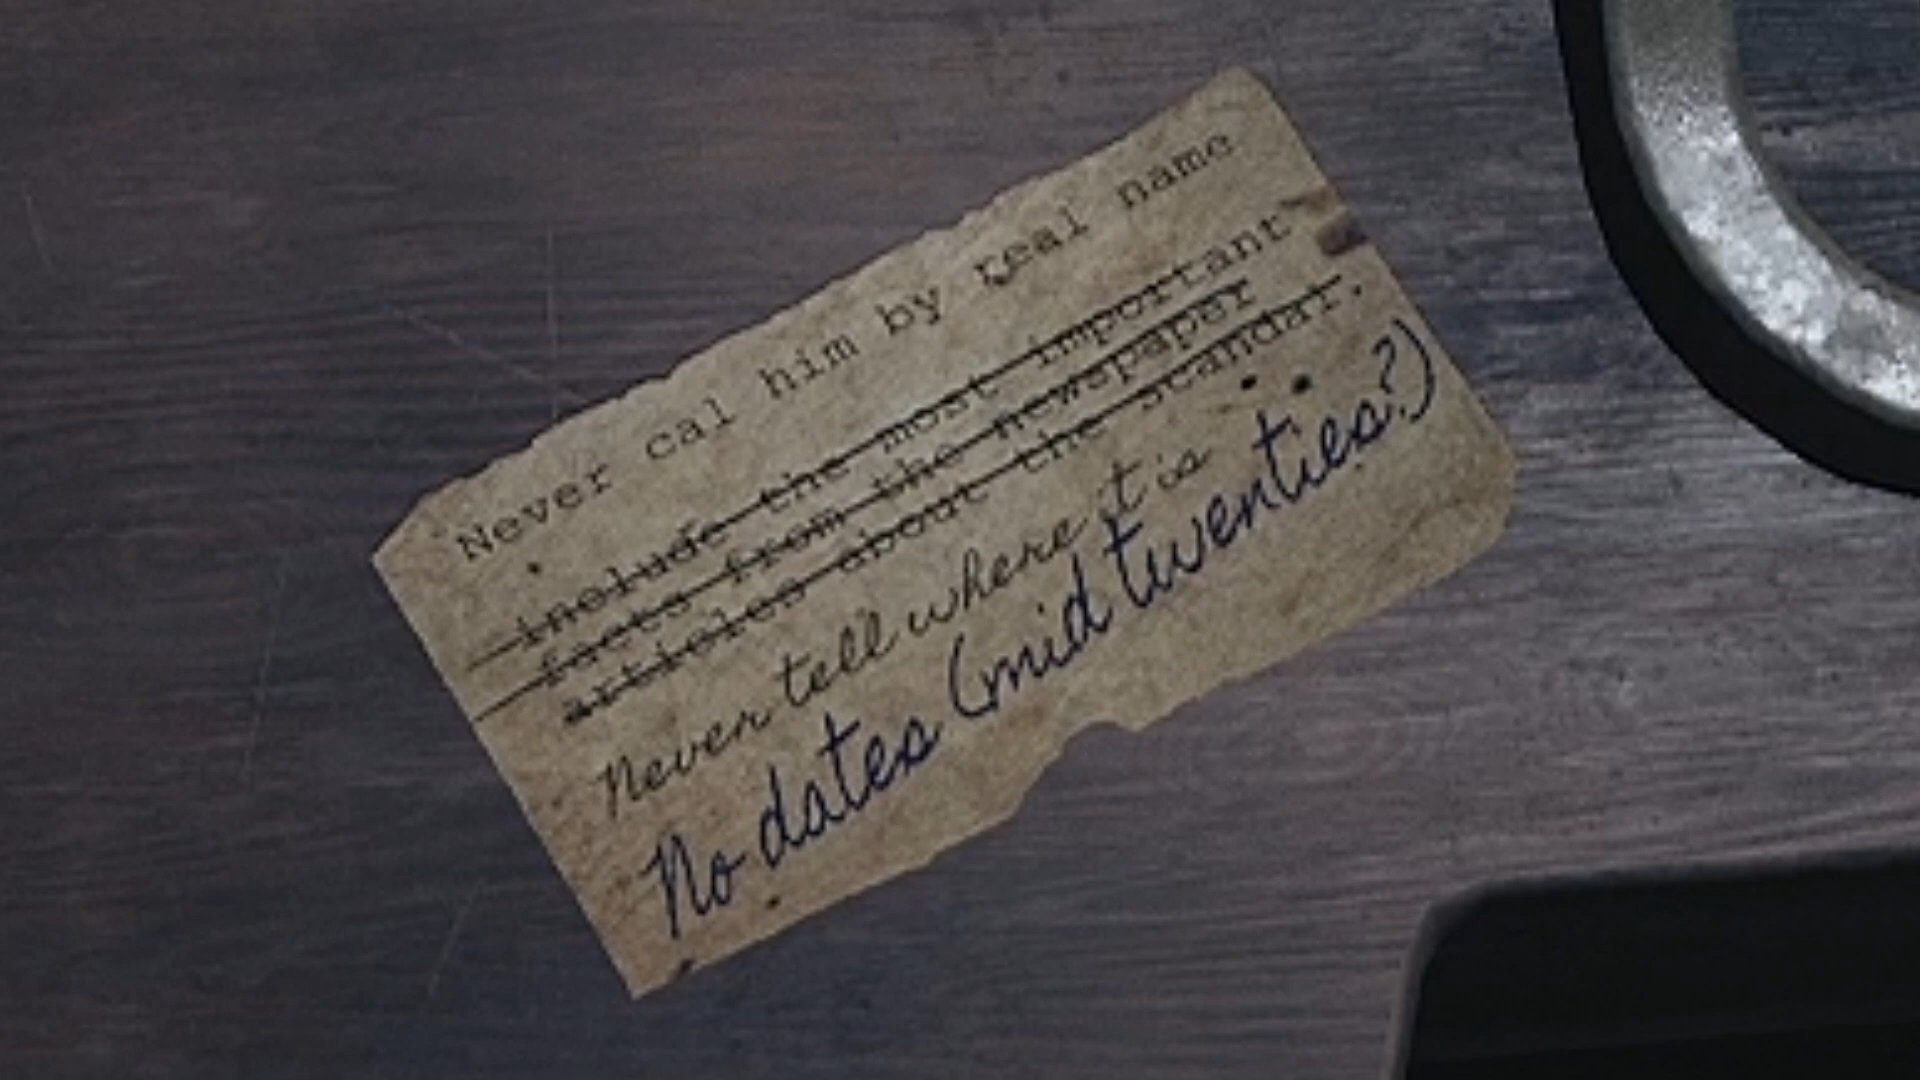 Never cal him by real name
include the most important
facts from the newspaper
articles about the scandal.
Never tell where it is
No dates (mid twenties?)